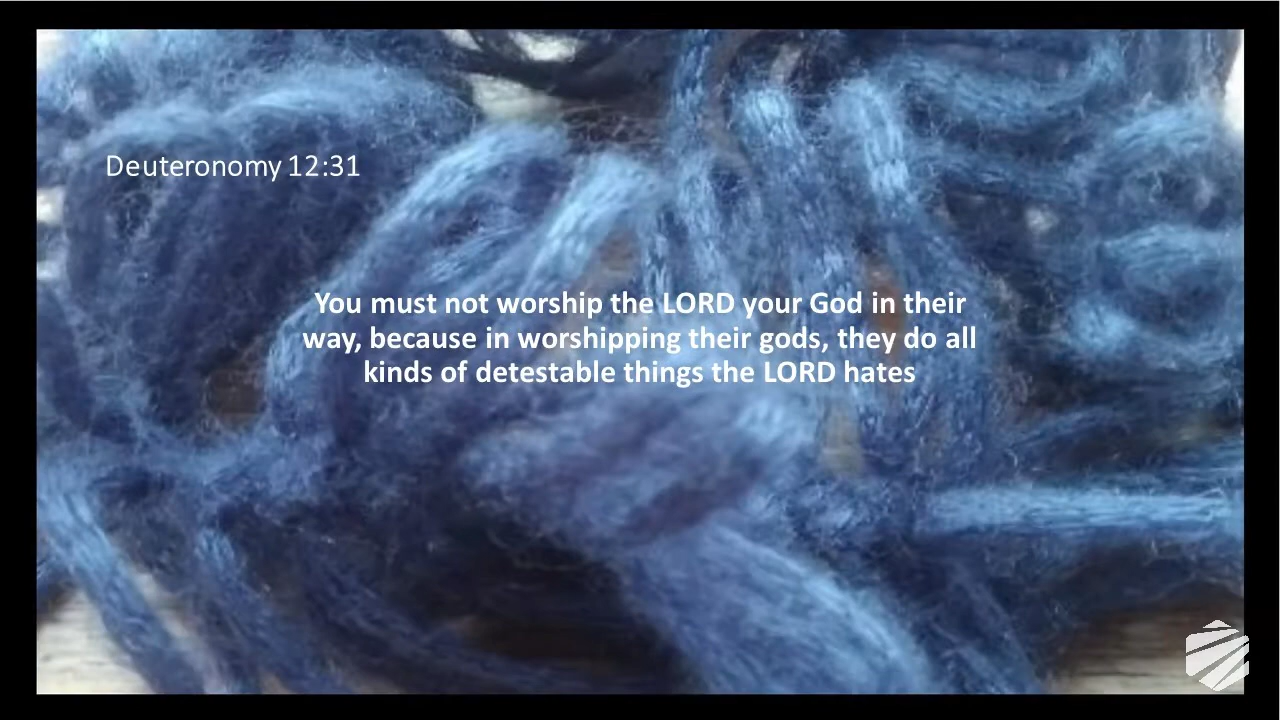 Deuteronomy 12:31
You must not worship the LORD your God in their
way, because in worshipping their gods, they do all
kinds of detestable things the LORD hates